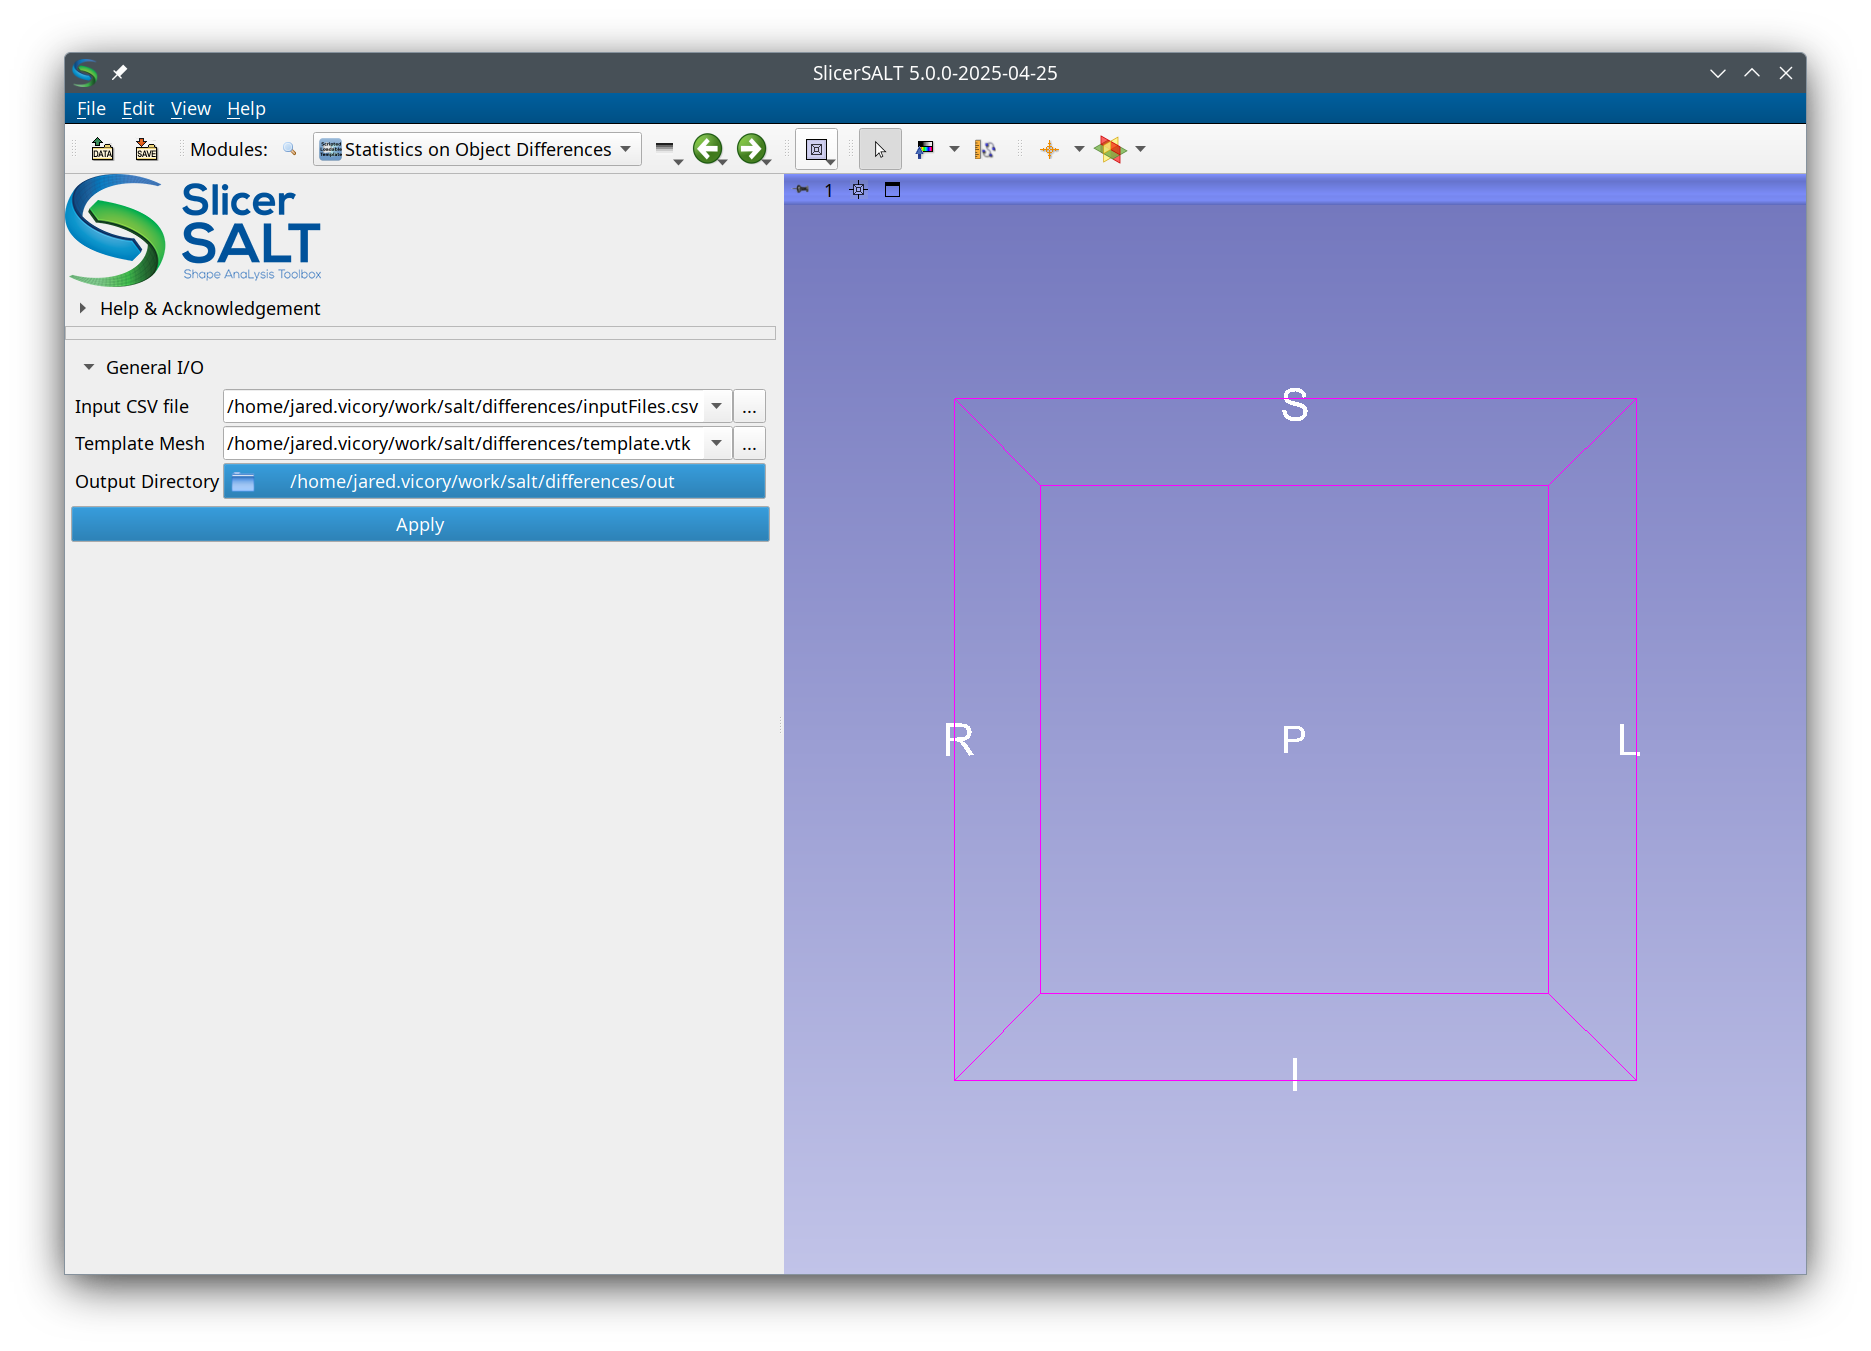 SlicerSALT 5.0.0-2025-04-25
File Edit View Help
DATA SAVE Modules: Statistics on Object Differences
Slicer
SALT
Shape AnaLysis Toolbox
1
Help & Acknowledgement
General I/O
Input CSV file /home/jared.vicory/work/salt/differences/inputFiles.csv ...
Template Mesh /home/jared.vicory/work/salt/differences/template.vtk ...
Output Directory /home/jared.vicory/work/salt/differences/out
Apply
S
R P L
I